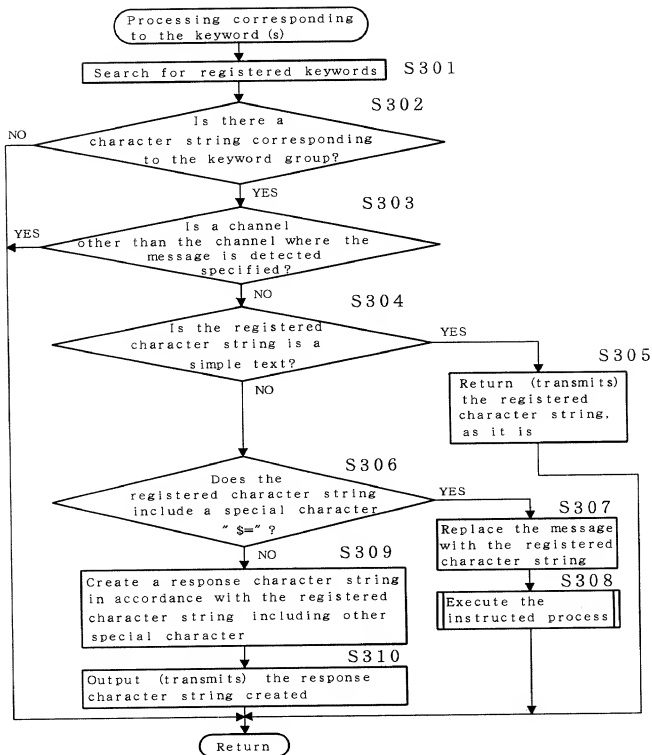 Processing corresponding
to the keyword (s)
Search for registered keywords
S301
S302
Is there a
character string corresponding
to the keyword group?
NO
YES
S303
Is a channel
other than the channel where the
message is detected
specified?
YES
NO
S304
Is the registered
character string is a
simple text?
YES
NO
S305
Return (transmits)
the registered
character string,
as it is
S306
Does the
registered character string
include a special character
" $=" ?
YES
NO
S307
Replace the message
with the registered
character string
S308
Execute the
instructed process
S309
Create a response character string
in accordance with the registered
character string including other
special character
S310
Output (transmits) the response
character string created
Return